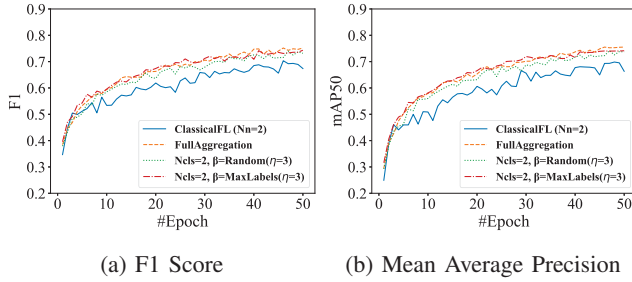 0.9
0.8
0.7
0.6
0.5
0.4
0.3
0.2
F1
ClassicalFL (Nn=2)
FullAggregation
Ncls=2, β=Random(η=3)
Ncls=2, β=MaxLabels(η=3)
0 10 20 30 40 50
#Epoch
(a) F1 Score
0.9
0.8
0.7
0.6
0.5
0.4
0.3
0.2
mAP50
ClassicalFL (Nn=2)
FullAggregation
Ncls=2, β=Random(η=3)
Ncls=2, β=MaxLabels(η=3)
0 10 20 30 40 50
#Epoch
(b) Mean Average Precision